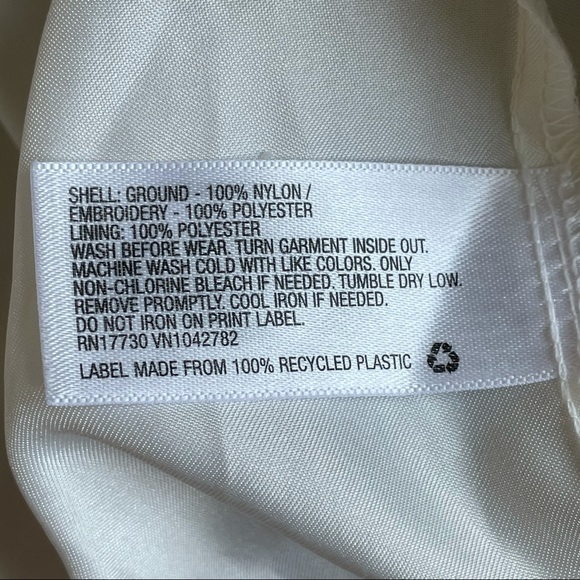 SHELL: GROUND - 100% NYLON /
EMBROIDERY - 100% POLYESTER
LINING: 100% POLYESTER
WASH BEFORE WEAR. TURN GARMENT INSIDE OUT.
MACHINE WASH COLD WITH LIKE COLORS. ONLY
NON-CHLORINE BLEACH IF NEEDED. TUMBLE DRY LOW.
REMOVE PROMPTLY. COOL IRON IF NEEDED.
DO NOT IRON ON PRINT LABEL.
RN17730 VN1042782
LABEL MADE FROM 100% RECYCLED PLASTIC